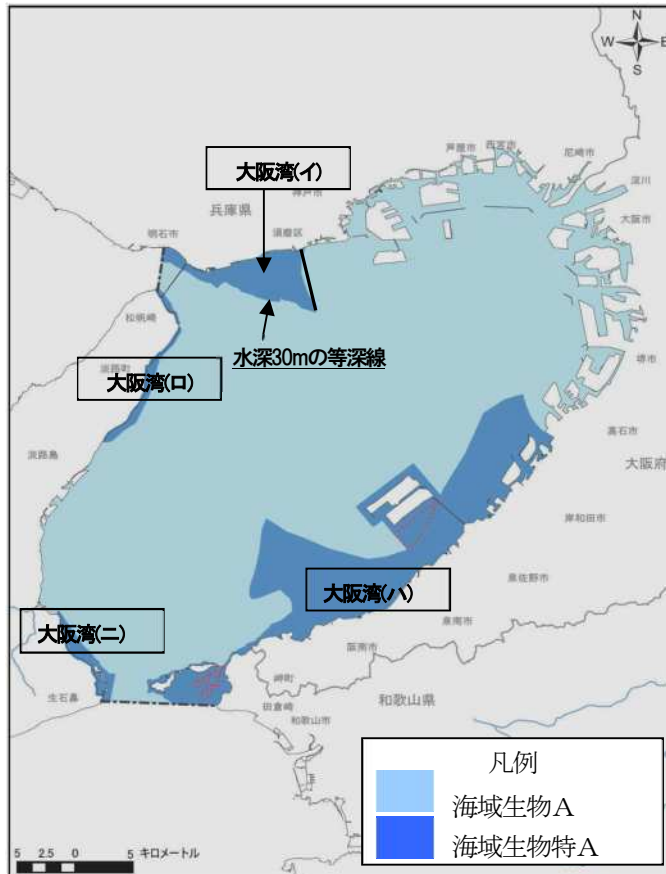 N
W E
S
芦屋市
西宮市
尼崎市
淀川
大阪湾(イ)
神戸市
兵庫県
大阪市
明石市
須磨区
松帆崎
水深30mの等深線
淡路町
大阪湾(ロ)
堺市
高石市
淡路島
大阪府
岸和田市
泉佐野市
大阪湾(ハ)
泉南市
大阪湾(ニ)
阪南市
岬町
生石鼻
田倉崎
和歌山県
和歌山市
凡例
海域生物A
海域生物特A
5 2.5 0 5 キロメートル